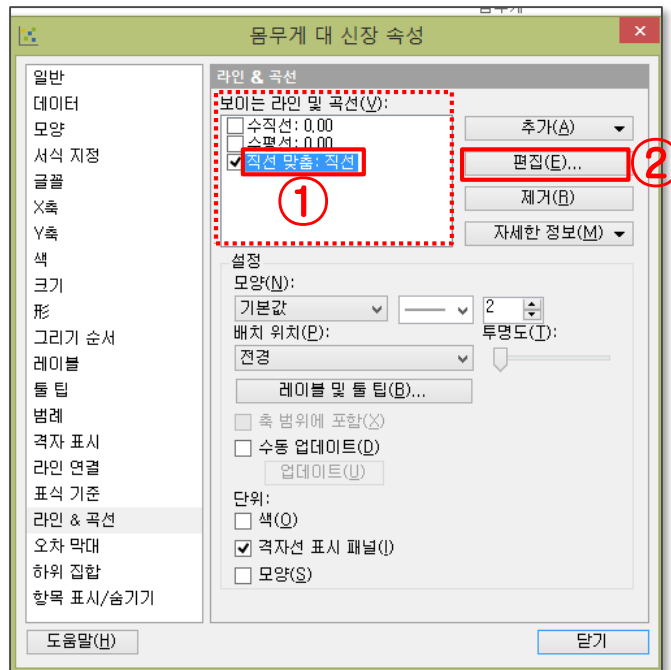 몸무게 대 신장 속성
일반
데이터
모양
서식 지정
글꼴
X축
Y축
색
크기
形
그리기 순서
레이블
툴 팁
범례
격자 표시
라인 연결
표식 기준
라인 & 곡선
오차 막대
하위 집합
항목 표시/숨기기
라인 & 곡선
보이는 라인 및 곡선(V):
수직선: 0,00
수평선: 0,00
직선 맞춤: 직선
①
추가(A)
편집(E)...
②
제거(R)
자세한 정보(M)
설정
모양(N):
기본값
2
배치 위치(P):
투명도(T):
전경
레이블 및 툴 팁(B)...
축 범위에 포함(X)
수동 업데이트(D)
업데이트(U)
단위:
색(O)
격자선 표시 패널(I)
모양(S)
도움말(H)
닫기